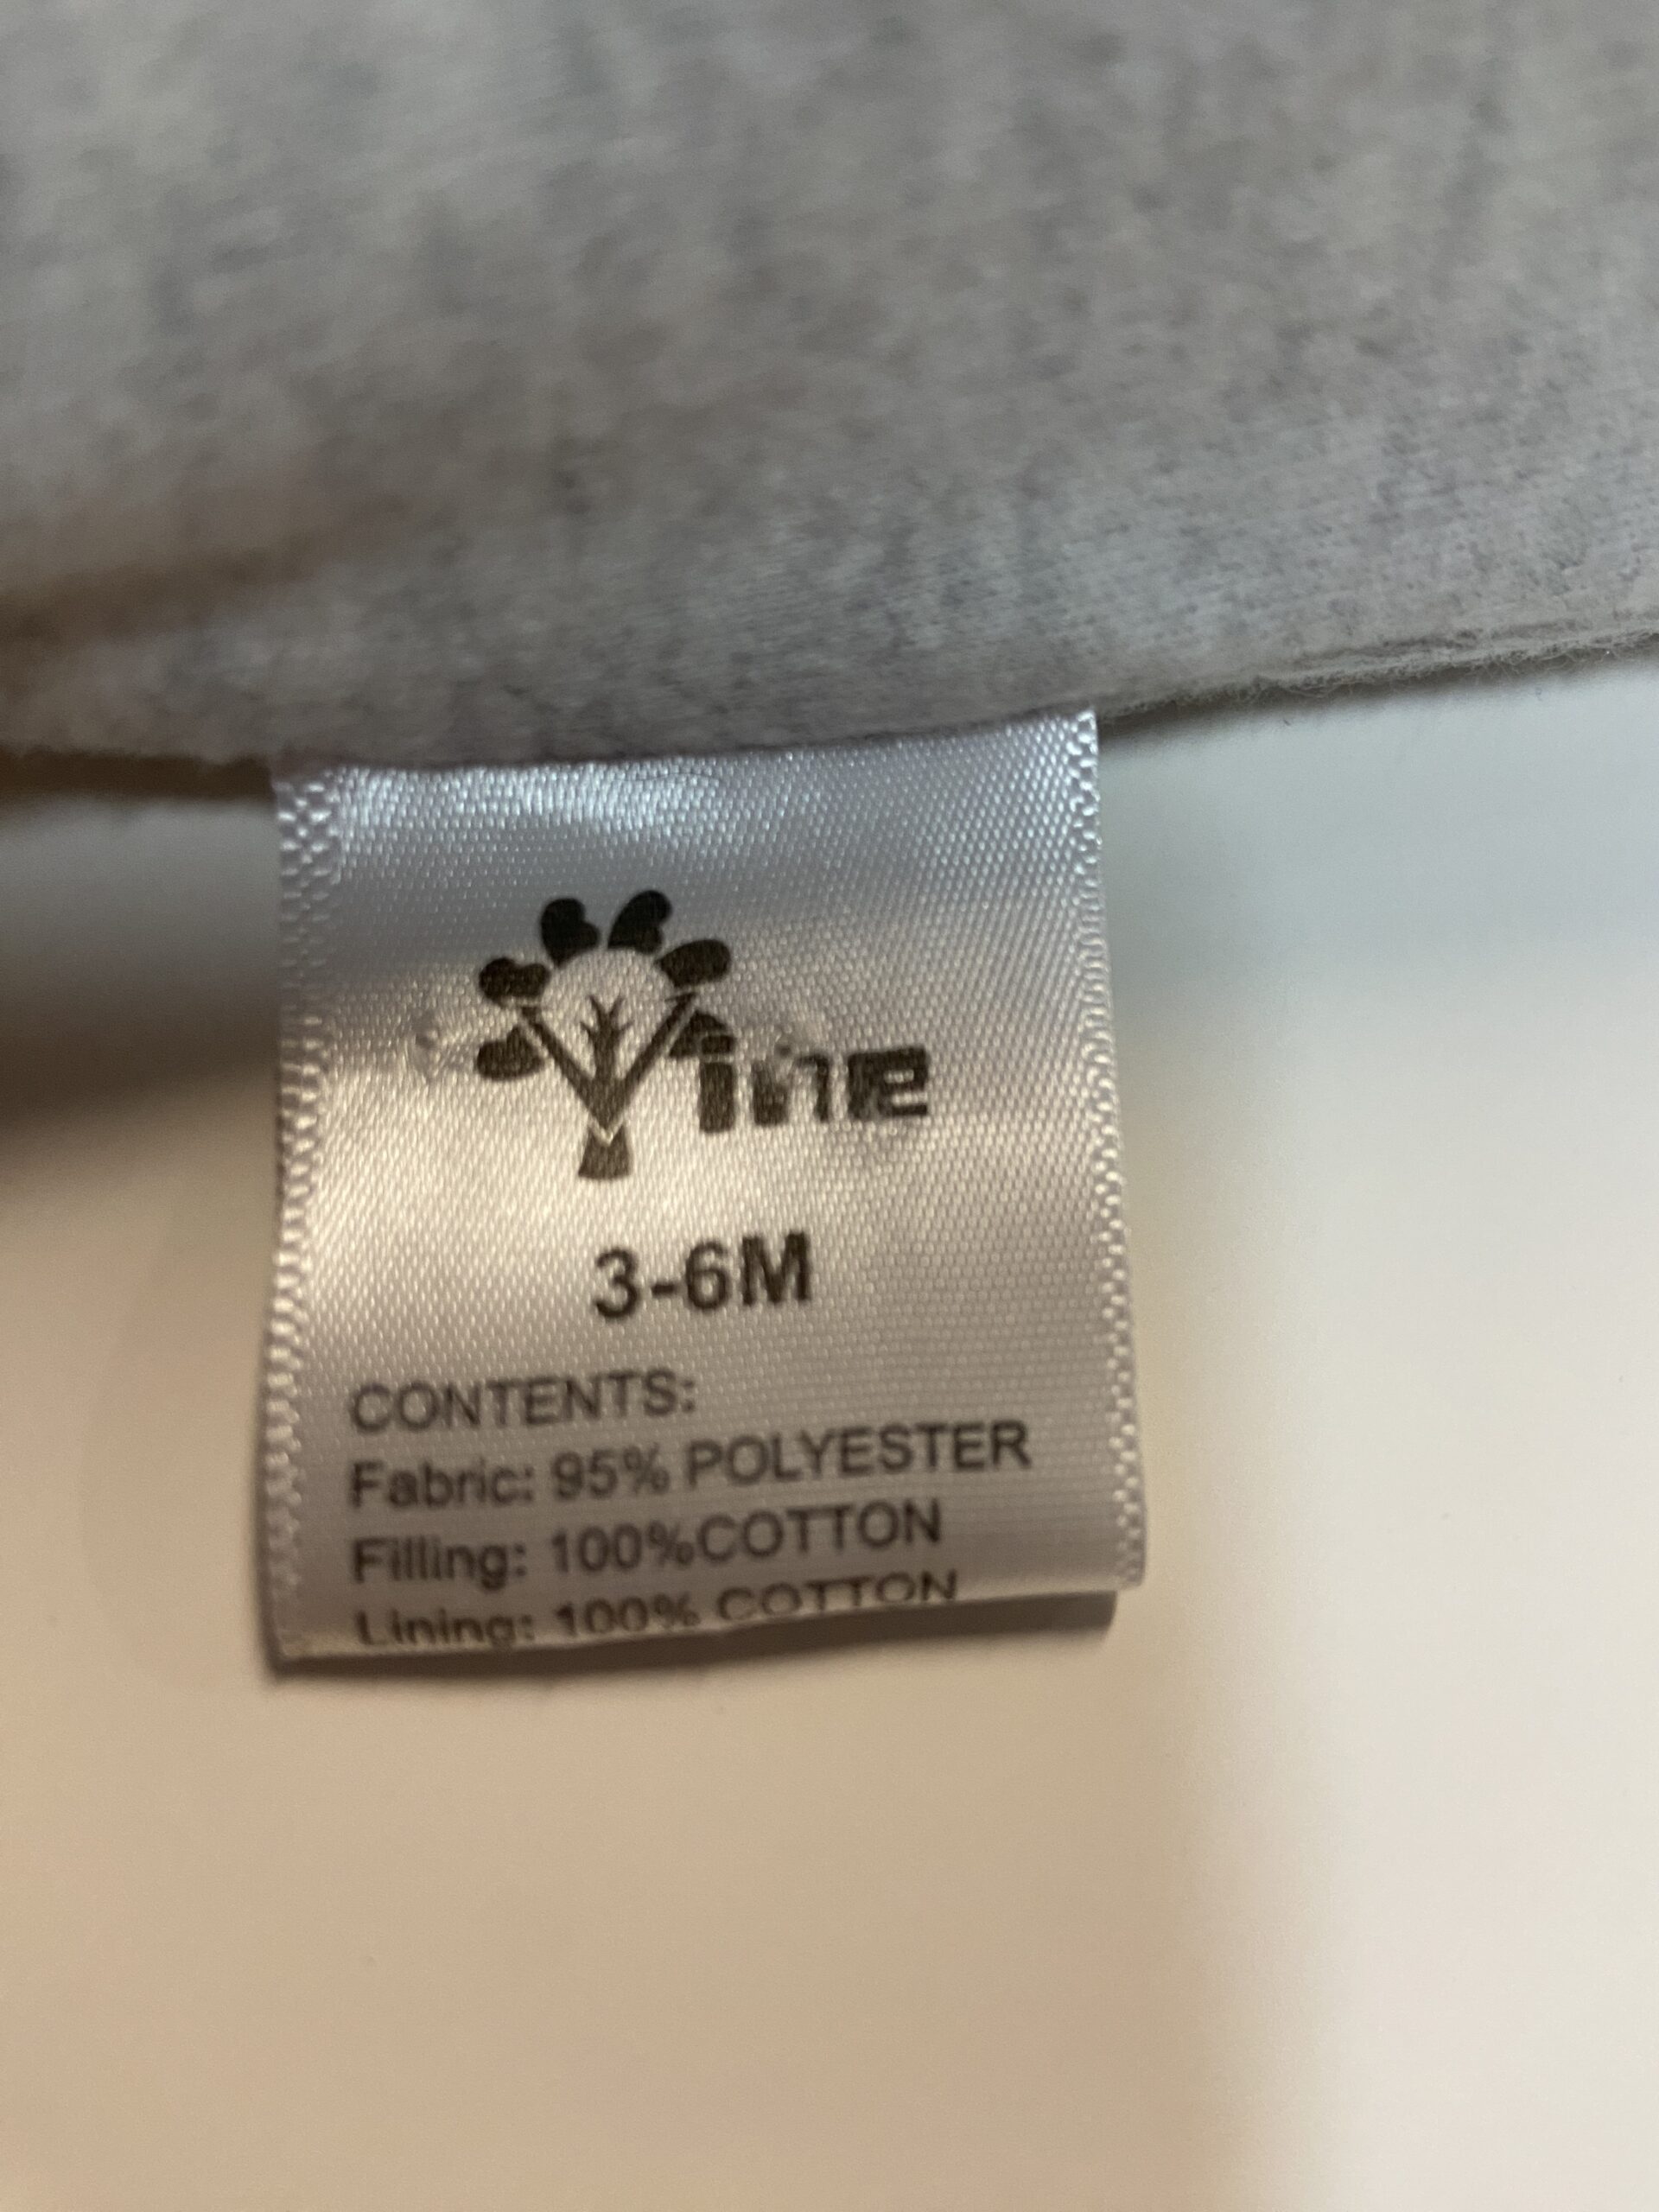 Vine
3-6M
CONTENTS:
Fabric: 95% POLYESTER
Filling: 100%COTTON
Lining: 100% COTTON